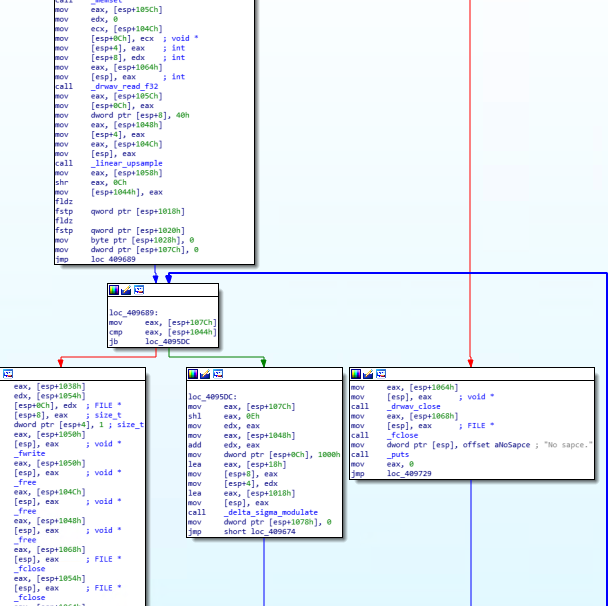 call _memset
mov eax, [esp+105Ch]
mov edx, 0
mov ecx, [esp+104Ch]
mov [esp+0Ch], ecx ; void *
mov [esp+4], eax ; int
mov [esp+8], edx ; int
mov eax, [esp+1064h]
mov [esp], eax ; int
call _drwav_read_f32
mov eax, [esp+105Ch]
mov [esp+0Ch], eax
mov dword ptr [esp+8], 40h
mov eax, [esp+1048h]
mov [esp+4], eax
mov eax, [esp+104Ch]
mov [esp], eax
call _linear_upsample
mov eax, [esp+1058h]
shr eax, 0Ch
mov [esp+1044h], eax
fldz
fstp qword ptr [esp+1018h]
fldz
fstp qword ptr [esp+1020h]
mov byte ptr [esp+1028h], 0
mov dword ptr [esp+107Ch], 0
jmp loc_409689
loc_409689:
mov eax, [esp+107Ch]
cmp eax, [esp+1044h]
jb loc_4095DC
eax, [esp+1038h]
edx, [esp+1054h]
[esp+0Ch], edx ; FILE *
[esp+8], eax ; size_t
dword ptr [esp+4], 1 ; size_t
eax, [esp+1050h]
[esp], eax ; void *
_fwrite
eax, [esp+1050h]
[esp], eax ; void *
_free
eax, [esp+104Ch]
[esp], eax ; void *
_free
eax, [esp+1048h]
[esp], eax ; void *
_free
eax, [esp+1068h]
[esp], eax ; FILE *
_fclose
eax, [esp+1054h]
[esp], eax ; FILE *
_fclose
loc_4095DC:
mov eax, [esp+107Ch]
shl eax, 0Eh
mov edx, eax
mov eax, [esp+1048h]
add edx, eax
mov dword ptr [esp+0Ch], 1000h
lea eax, [esp+18h]
mov [esp+8], eax
mov [esp+4], edx
lea eax, [esp+1018h]
mov [esp], eax
call _delta_sigma_modulate
mov dword ptr [esp+1078h], 0
jmp short loc_409674
mov eax, [esp+1064h]
mov [esp], eax ; void *
call _drwav_close
mov eax, [esp+1068h]
mov [esp], eax ; FILE *
call _fclose
mov dword ptr [esp], offset aNoSapce ; "No sapce."
call _puts
mov eax, 0
jmp loc_409729